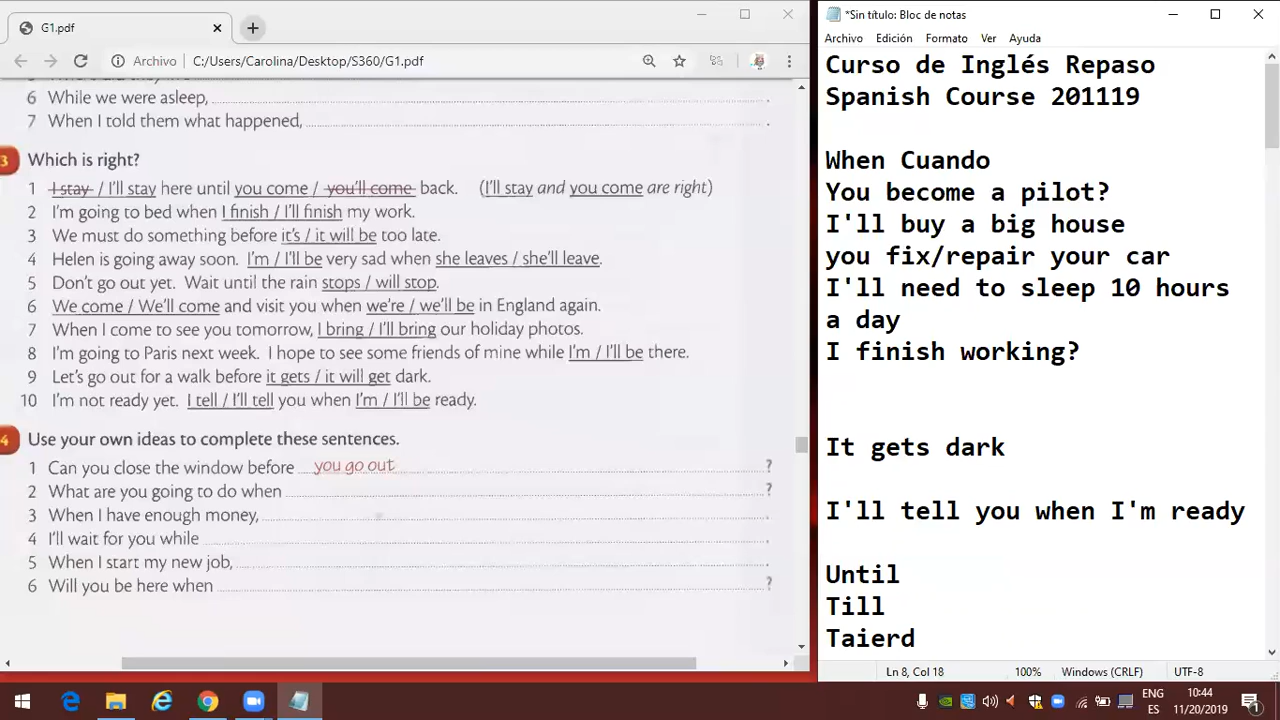 G1.pdf
Archivo
C:/Users/Carolina/Desktop/S360/G1.pdf
6 While we were asleep,
7 When I told them what happened,
3 Which is right?
1 I stay / I'll stay here until you come / you'll come back. (I'll stay and you come are right)
2 I'm going to bed when I finish / I'll finish my work.
3 We must do something before it's / it will be too late.
4 Helen is going away soon. I'm / I'll be very sad when she leaves / she'll leave.
5 Don't go out yet. Wait until the rain stops / will stop.
6 We come / We'll come and visit you when we're / we'll be in England again.
7 When I come to see you tomorrow, I bring / I'll bring our holiday photos.
8 I'm going to Paris next week. I hope to see some friends of mine while I'm / I'll be there.
9 Let's go out for a walk before it gets / it will get dark.
10 I'm not ready yet. I tell / I'll tell you when I'm / I'll be ready.
4 Use your own ideas to complete these sentences.
1 Can you close the window before you go out ?
2 What are you going to do when ?
3 When I have enough money, .
4 I'll wait for you while .
5 When I start my new job, .
6 Will you be here when ?
*Sin título: Bloc de notas
Archivo Edición Formato Ver Ayuda
Curso de Inglés Repaso
Spanish Course 201119
When Cuando
You become a pilot?
I'll buy a big house
you fix/repair your car
I'll need to sleep 10 hours
a day
I finish working?
It gets dark
I'll tell you when I'm ready
Until
Till
Taierd
Ln 8, Col 18 100% Windows (CRLF) UTF-8
ENG
ES
10:44
11/20/2019
1